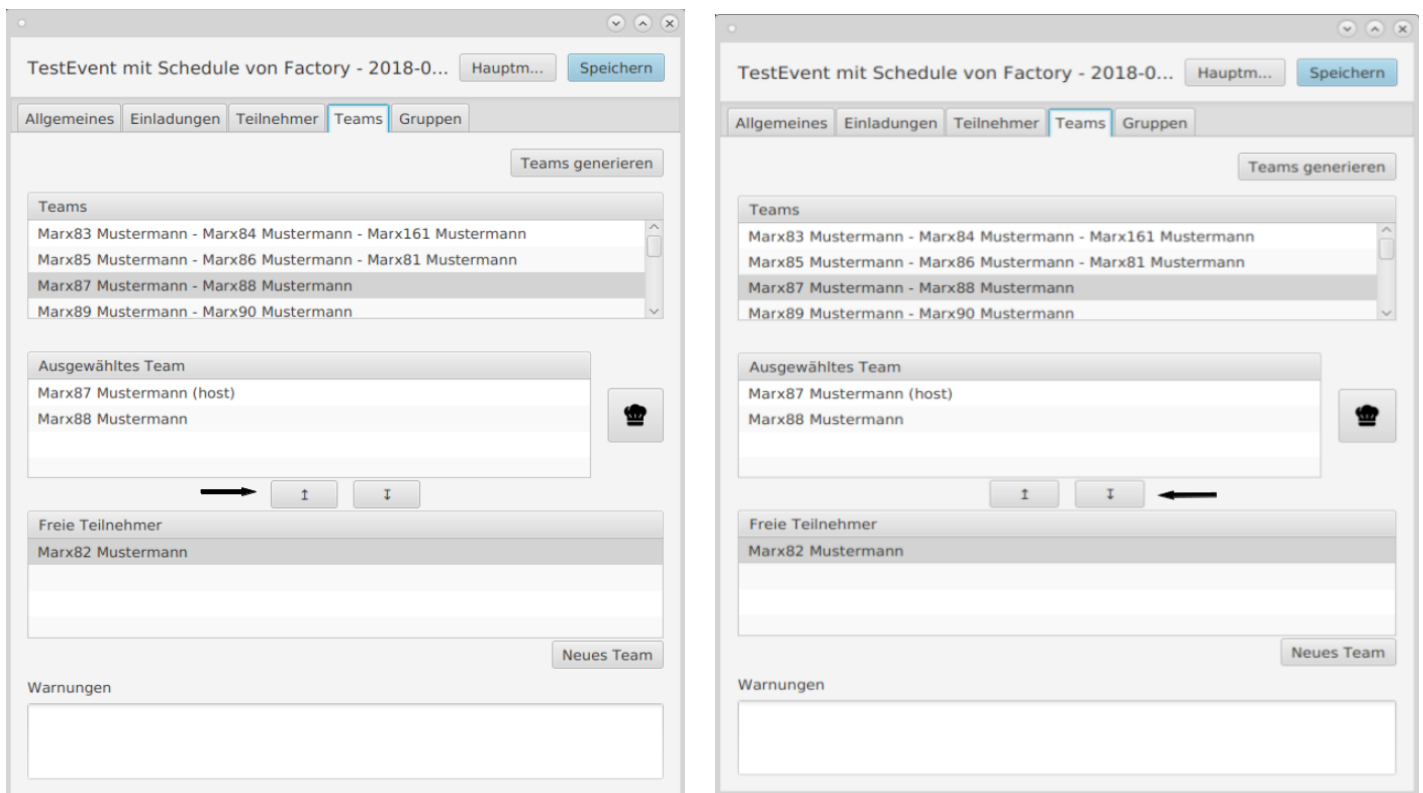 TestEvent mit Schedule von Factory - 2018-0... Hauptm... Speichern
Allgemeines Einladungen Teilnehmer Teams Gruppen
Teams generieren
Teams
Marx83 Mustermann - Marx84 Mustermann - Marx161 Mustermann
Marx85 Mustermann - Marx86 Mustermann - Marx81 Mustermann
Marx87 Mustermann - Marx88 Mustermann
Marx89 Mustermann - Marx90 Mustermann
Ausgewähltes Team
Marx87 Mustermann (host)
Marx88 Mustermann
↥ ↧
Freie Teilnehmer
Marx82 Mustermann
Neues Team
Warnungen
TestEvent mit Schedule von Factory - 2018-0... Hauptm... Speichern
Allgemeines Einladungen Teilnehmer Teams Gruppen
Teams generieren
Teams
Marx83 Mustermann - Marx84 Mustermann - Marx161 Mustermann
Marx85 Mustermann - Marx86 Mustermann - Marx81 Mustermann
Marx87 Mustermann - Marx88 Mustermann
Marx89 Mustermann - Marx90 Mustermann
Ausgewähltes Team
Marx87 Mustermann (host)
Marx88 Mustermann
↥ ↧
Freie Teilnehmer
Marx82 Mustermann
Neues Team
Warnungen